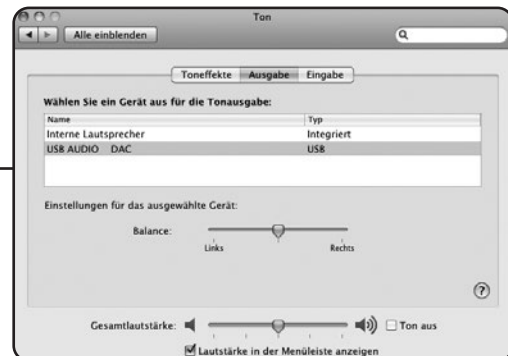 Ton
Alle einblenden
Toneffekte Ausgabe Eingabe
Wählen Sie ein Gerät aus für die Tonausgabe:
Name Typ
Interne Lautsprecher Integriert
USB AUDIO DAC USB
Einstellungen für das ausgewählte Gerät:
Balance:
Links Rechts
?
Gesamtlautstärke: Ton aus
Lautstärke in der Menüleiste anzeigen